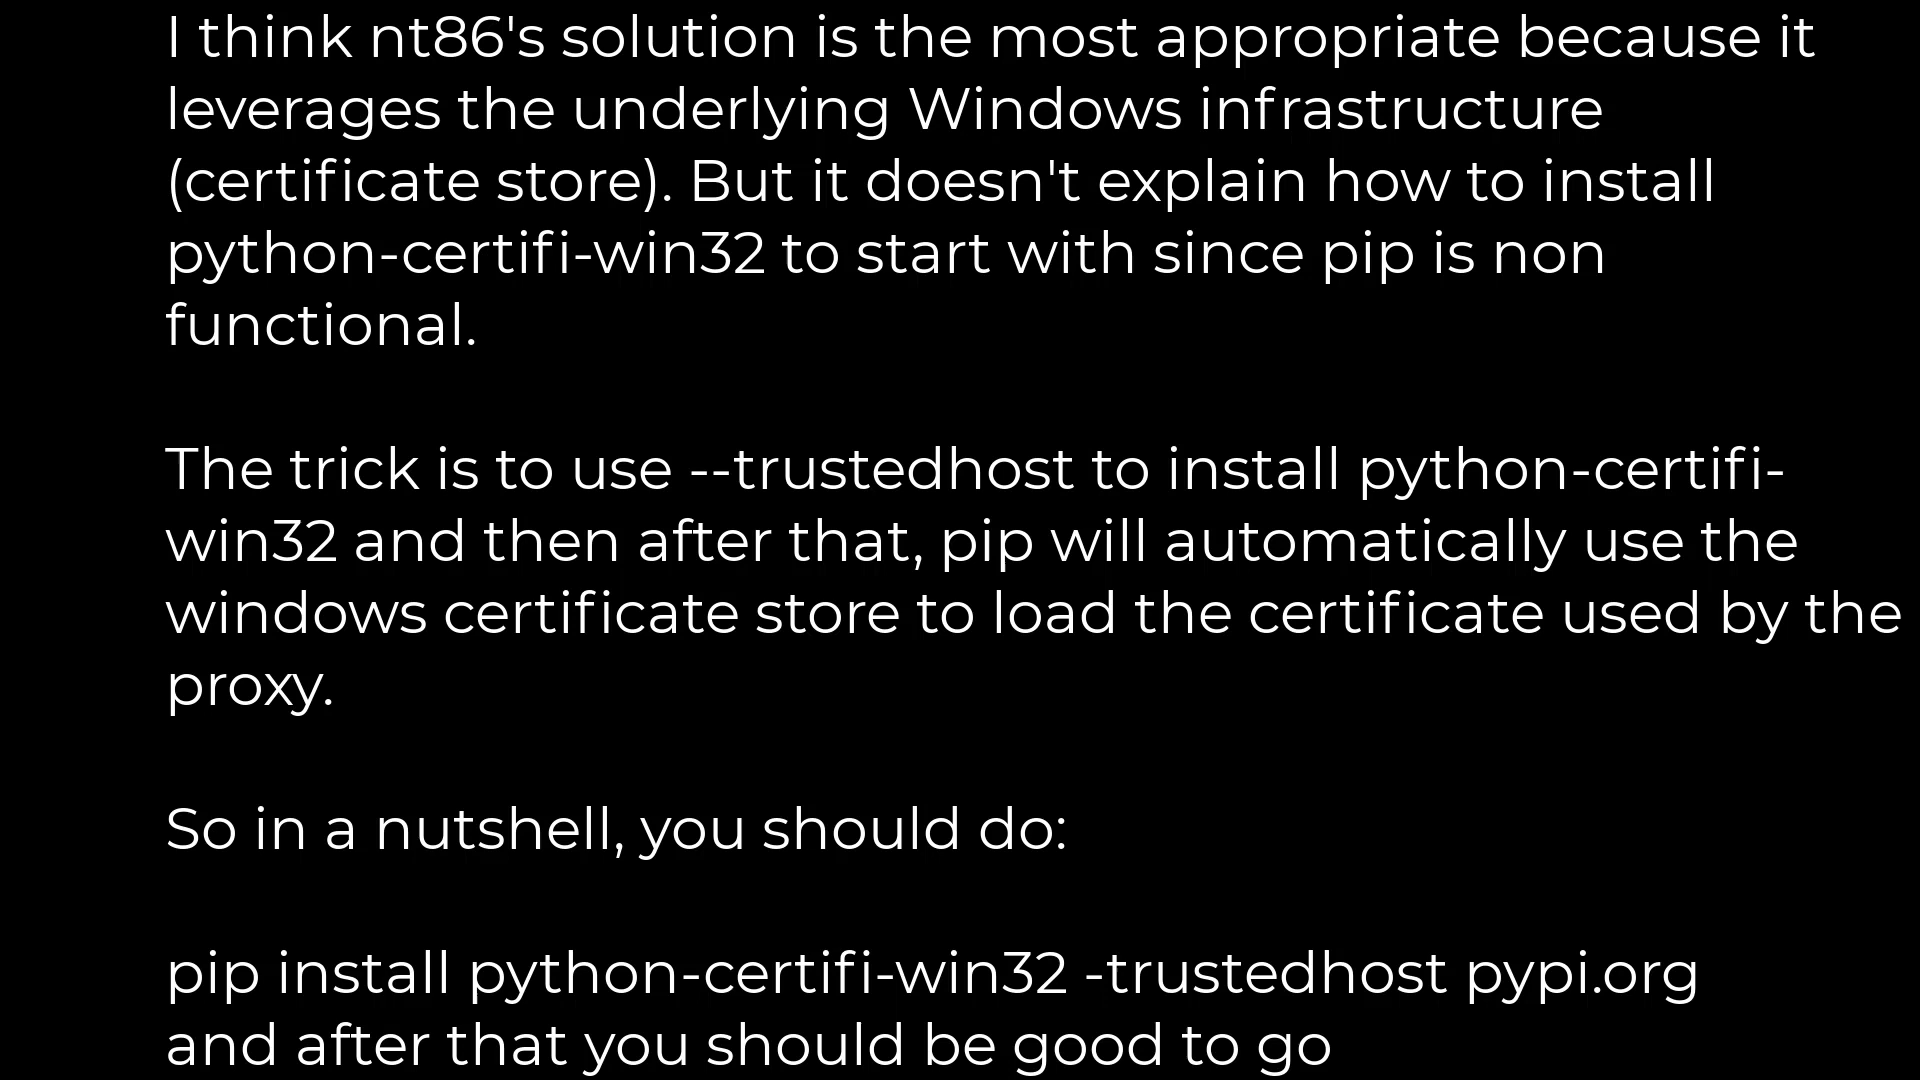 I think nt86's solution is the most appropriate because it
leverages the underlying Windows infrastructure
(certificate store). But it doesn't explain how to install
python-certifi-win32 to start with since pip is non
functional.
The trick is to use --trustedhost to install python-certifi-
win32 and then after that, pip will automatically use the
windows certificate store to load the certificate used by the
proxy.
So in a nutshell, you should do:
pip install python-certifi-win32 -trustedhost pypi.org
and after that you should be good to go